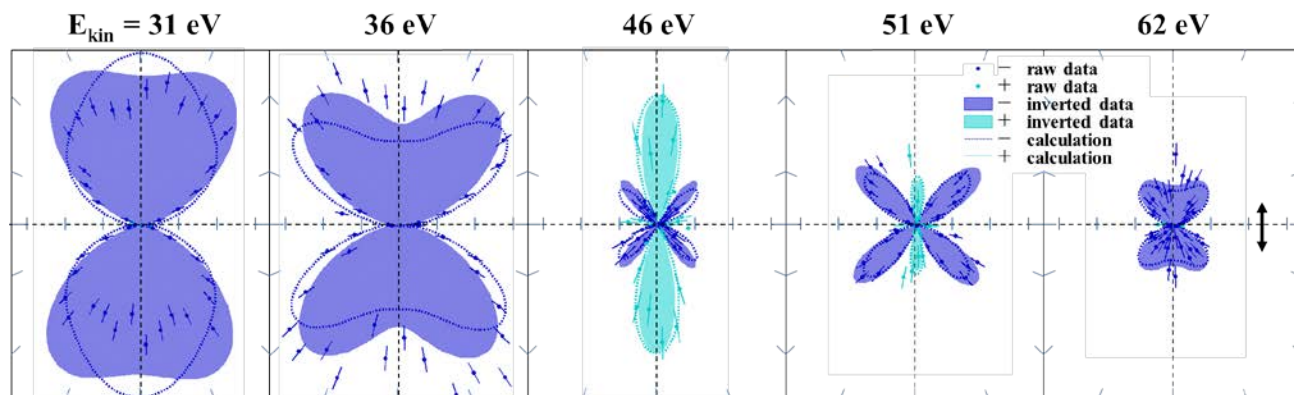 E_kin = 31 eV
36 eV
46 eV
51 eV
62 eV
− raw data
+ raw data
− inverted data
+ inverted data
− calculation
+ calculation